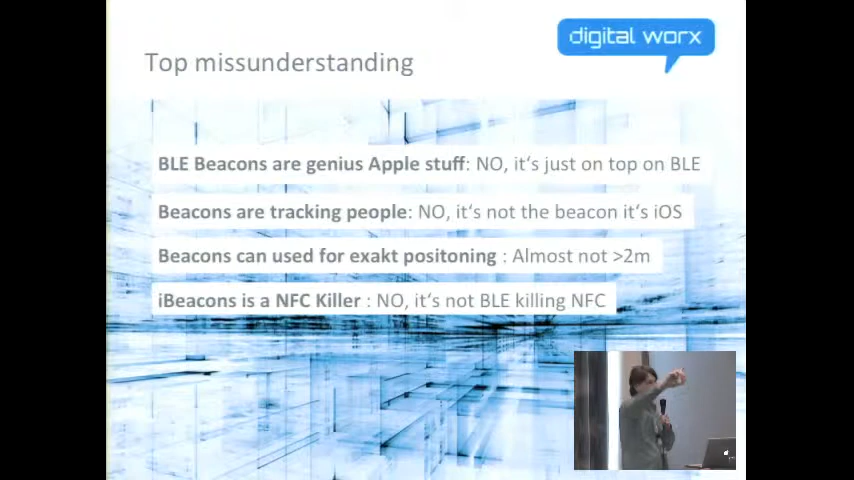 digital worx
Top missunderstanding
BLE Beacons are genius Apple stuff: NO, it's just on top on BLE
Beacons are tracking people: NO, it's not the beacon it's iOS
Beacons can used for exakt positoning : Almost not >2m
iBeacons is a NFC Killer : NO, it's not BLE killing NFC